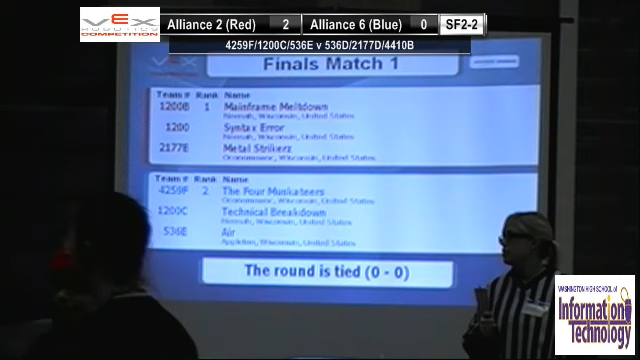 VEX
ROBOTICS
COMPETITION
Alliance 2 (Red) 2 Alliance 6 (Blue) 0 SF2-2
4259F/1200C/536E v 536D/2177D/4410B
VEX Finals Match 1
Team # Rank Name
1200B 1 Mainframe Meltdown
Neenah, Wisconsin, United States
1200 Syntax Error
Neenah, Wisconsin, United States
2177E Metal Strikerz
Oconomowoc, Wisconsin, United States
Team # Rank Name
4259F 2 The Four Muskateers
Oconomowoc, Wisconsin, United States
1200C Technical Breakdown
Neenah, Wisconsin, United States
536E Air
Appleton, Wisconsin, United States
The round is tied (0 - 0)
WASHINGTON HIGH SCHOOL of
Information
Technology